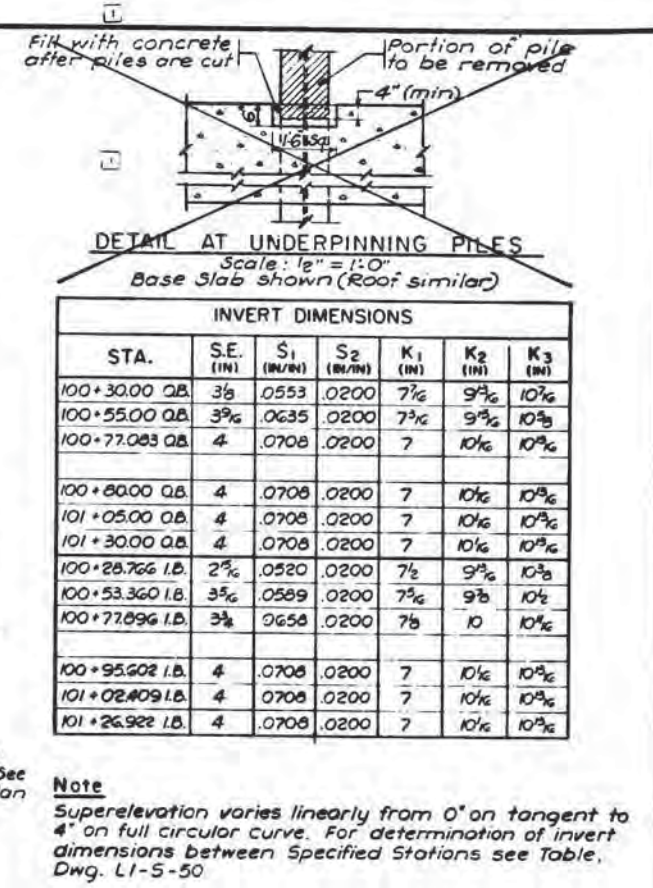 1
Fill with concrete after piles are cut
Portion of pile to be removed
4" (min)
6"
1'-6" Sq.
1
DETAIL AT UNDERPINNING PILES
Scale: 1/2" = 1'-0"
Base Slab shown (Roof similar)
INVERT DIMENSIONS
STA. S.E. (IN) S1 (IN/IN) S2 (IN/IN) K1 (IN) K2 (IN) K3 (IN)
100+30.00 O.B. 3 1/8 .0553 .0200 7 7/16 9 13/16 10 7/16
100+55.00 O.B. 3 9/16 .0635 .0200 7 3/16 9 15/16 10 5/8
100+77.083 O.B. 4 .0708 .0200 7 10 1/16 10 13/16
100+80.00 O.B. 4 .0708 .0200 7 10 1/16 10 13/16
101+05.00 O.B. 4 .0708 .0200 7 10 1/16 10 13/16
101+30.00 O.B. 4 .0708 .0200 7 10 1/16 10 13/16
100+28.766 I.B. 2 15/16 .0520 .0200 7 1/2 9 13/16 10 3/8
100+53.360 I.B. 3 5/16 .0589 .0200 7 5/16 9 7/8 10 1/2
100+77.896 I.B. 3 3/4 .0658 .0200 7 1/8 10 10 11/16
100+95.602 I.B. 4 .0708 .0200 7 10 1/16 10 13/16
101+02.409 I.B. 4 .0708 .0200 7 10 1/16 10 13/16
101+26.922 I.B. 4 .0708 .0200 7 10 1/16 10 13/16
See
an
Note
Superelevation varies linearly from 0" on tangent to
4" on full circular curve. For determination of invert
dimensions between Specified Stations see Table,
Dwg. L1-S-50